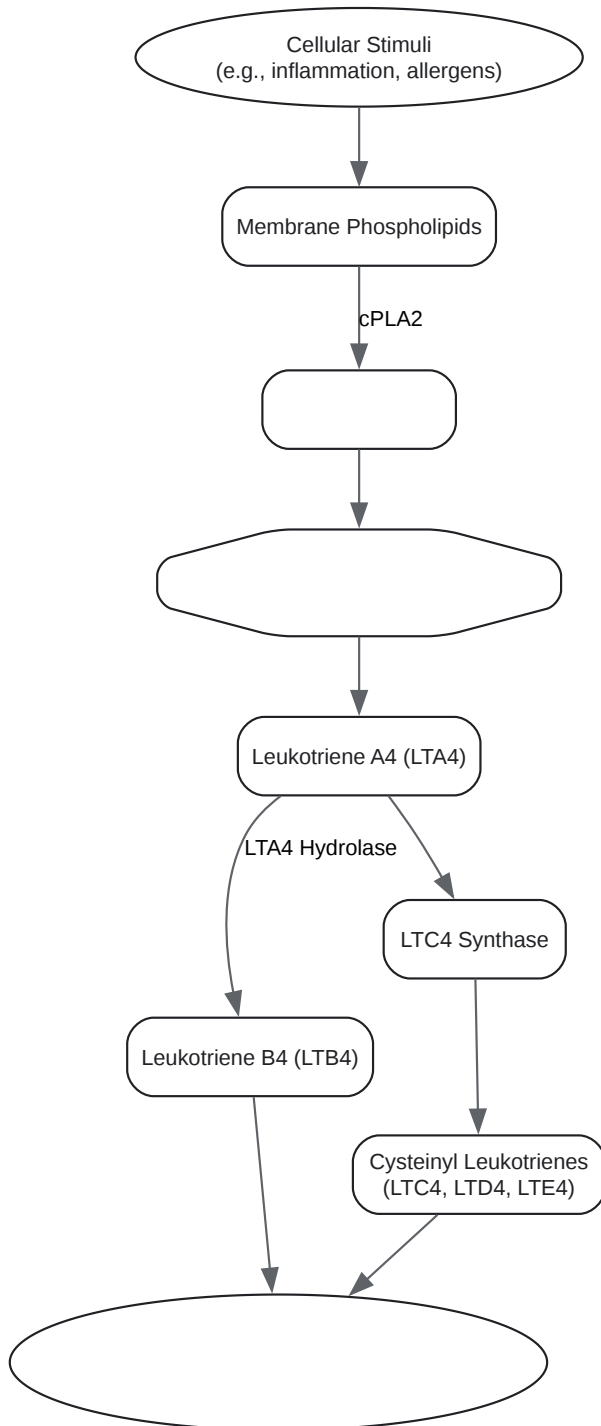 Cellular Stimuli
(e.g., inflammation, allergens)
Membrane Phospholipids
cPLA2
Leukotriene A4 (LTA4)
LTA4 Hydrolase
LTC4 Synthase
Leukotriene B4 (LTB4)
Cysteinyl Leukotrienes
(LTC4, LTD4, LTE4)